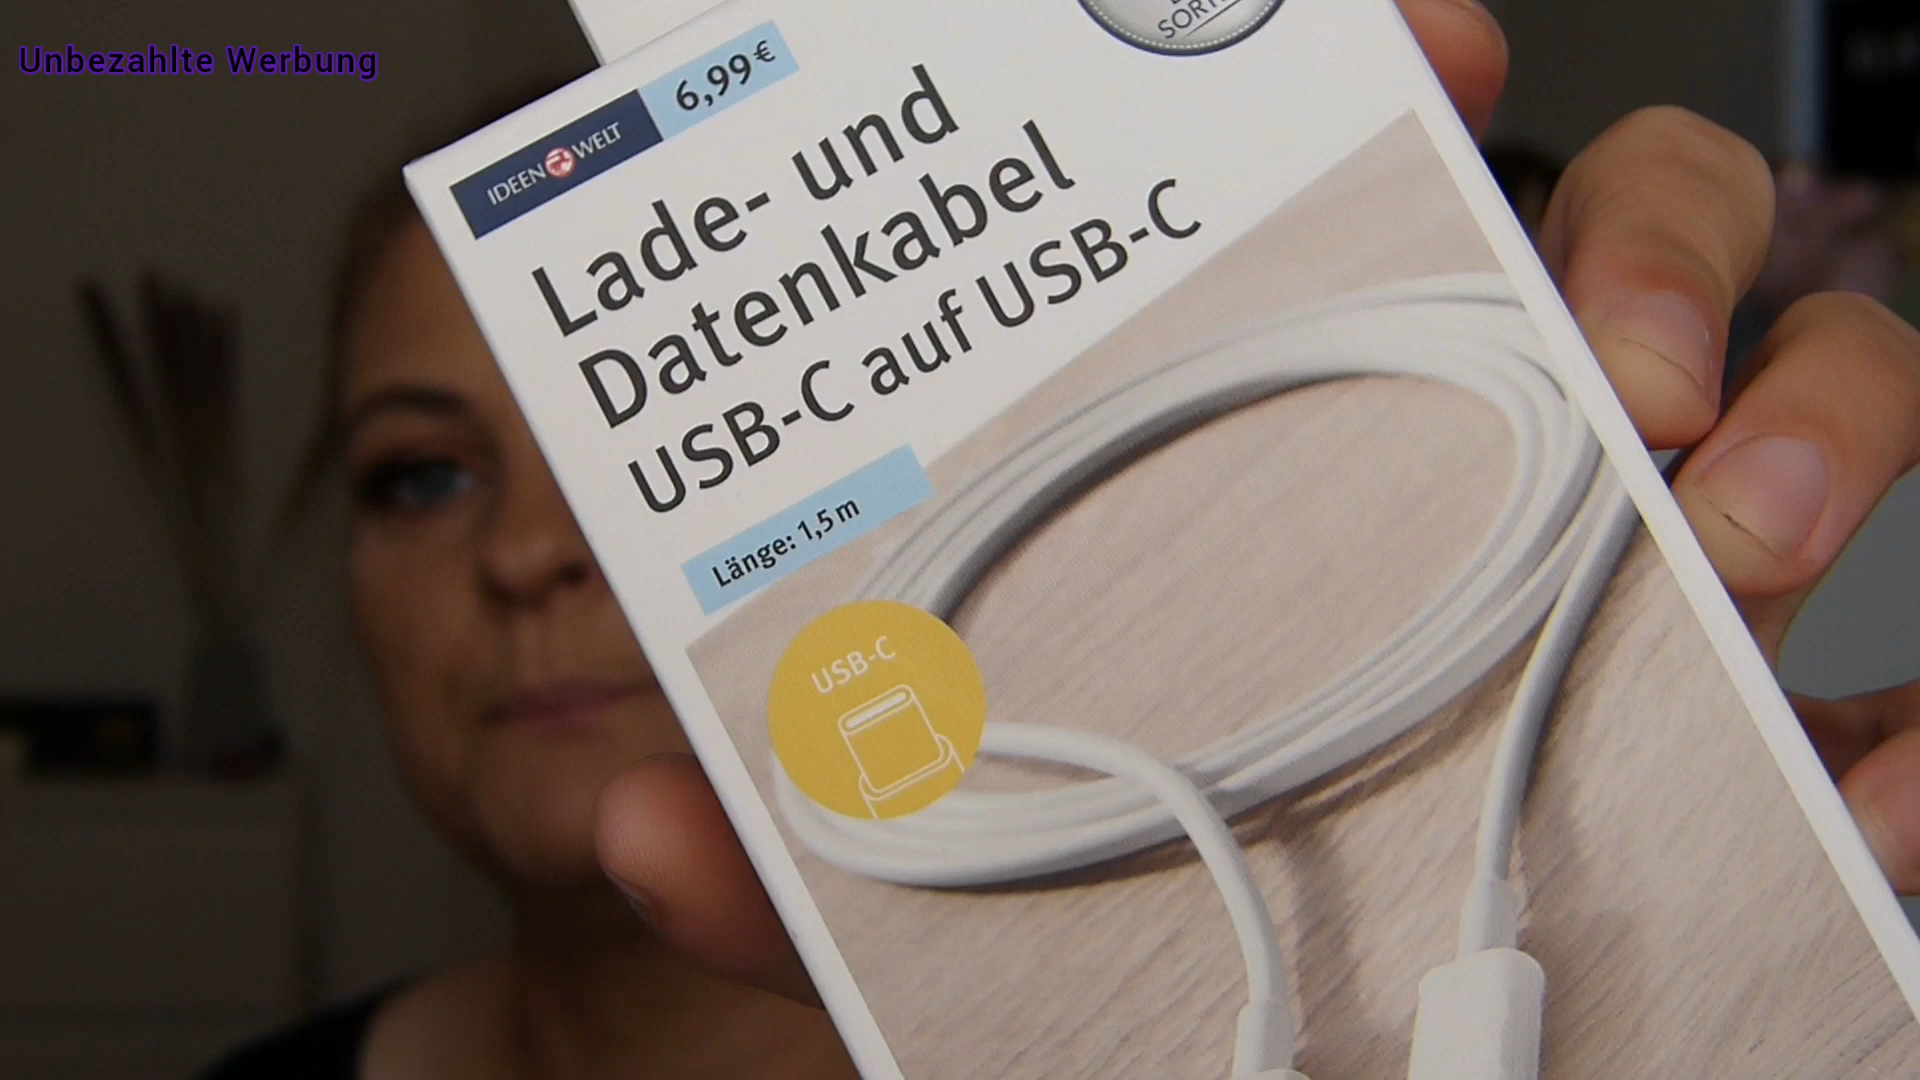 Unbezahlte Werbung
IDEEN WELT
6,99 €
Lade- und
Datenkabel
USB-C auf USB-C
Länge: 1,5 m
USB-C